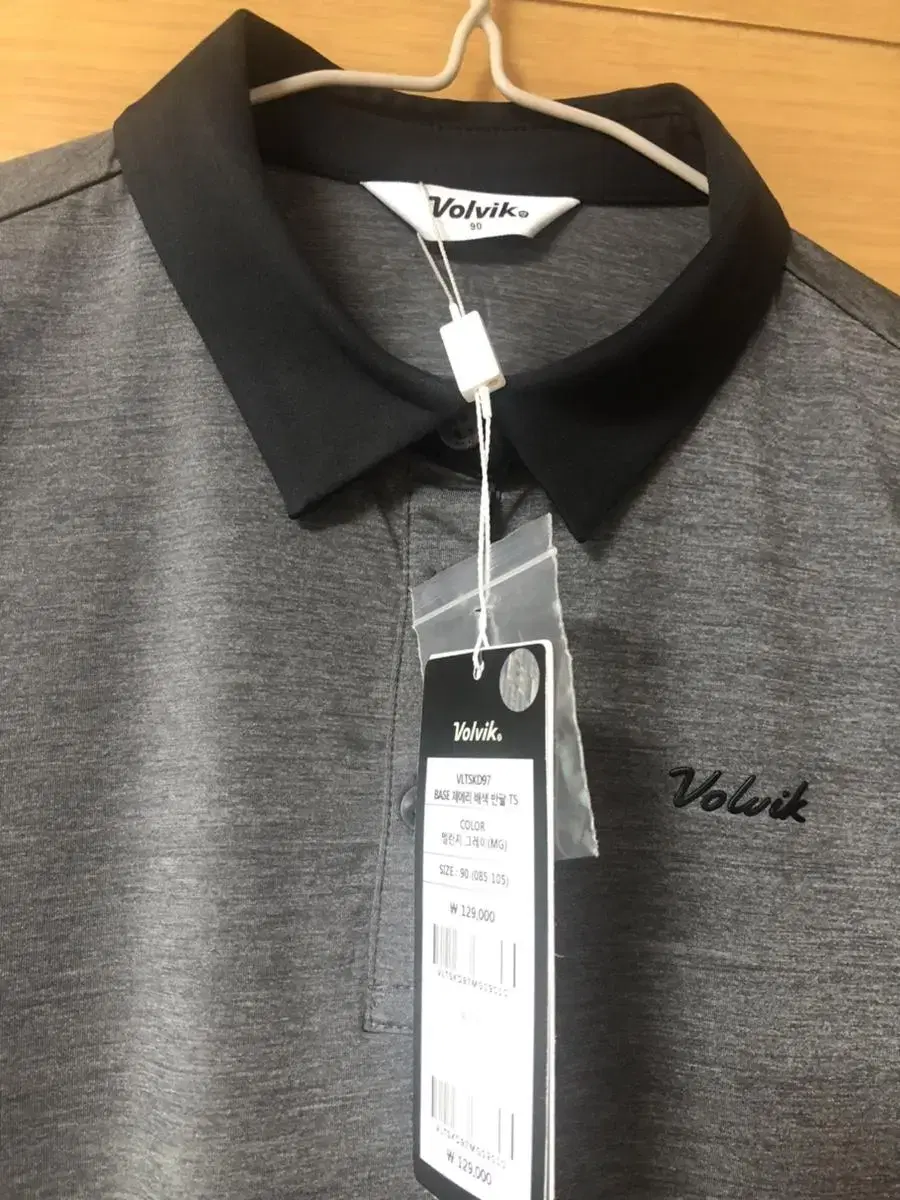 Volvik
90
Volvik
VLTSKD97
BASE 제에리 배색 반팔 TS
COLOR
멜란지 그레이(MG)
SIZE : 90 (085 105)
₩ 129,000
VLTSKD97MG090
₩ 129,000
Volvik